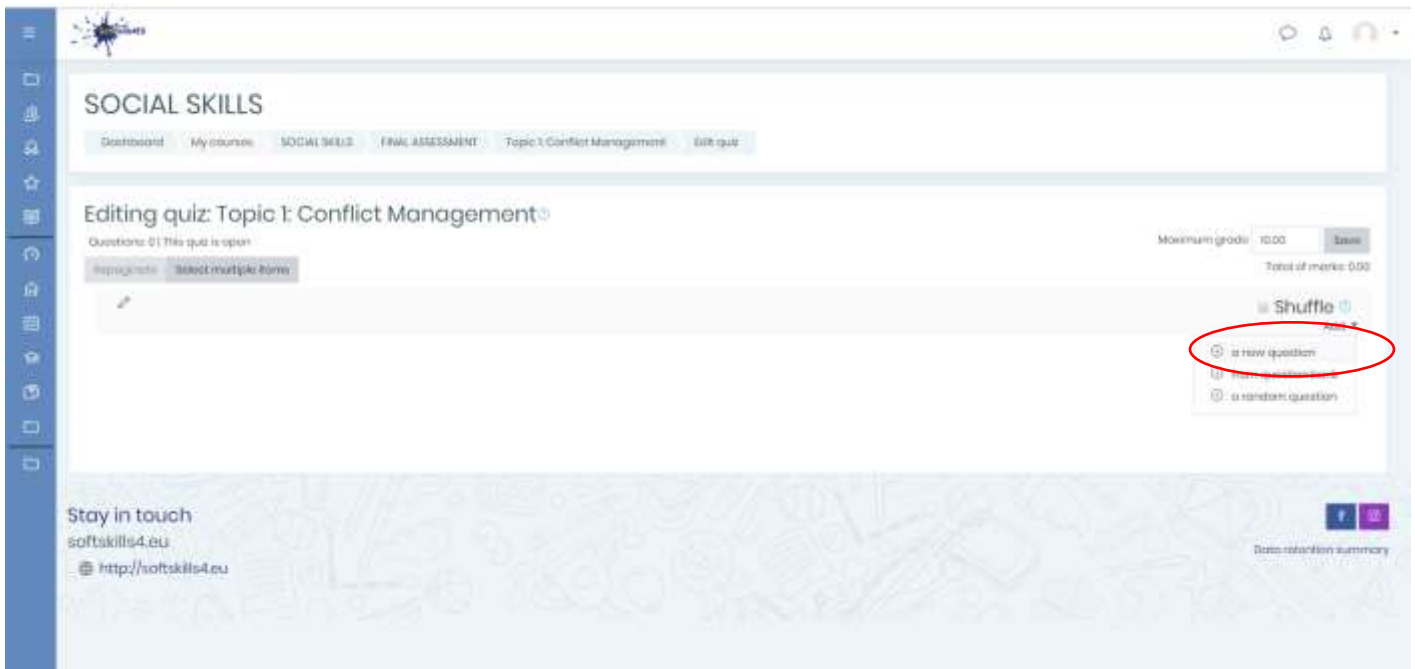 SOCIAL SKILLS
Dashboard My courses SOCIAL SKILLS FINAL ASSESSMENT Topic 1: Conflict Management Edit quiz
Editing quiz: Topic 1: Conflict Management
Questions: 0 | This quiz is open
Maximum grade 10.00 Save
Repaginate Select multiple items
Total of marks: 0.00
Shuffle
Add
a new question
from question bank
a random question
Stay in touch
softskills4.eu
http://softskills4.eu
Data retention summary